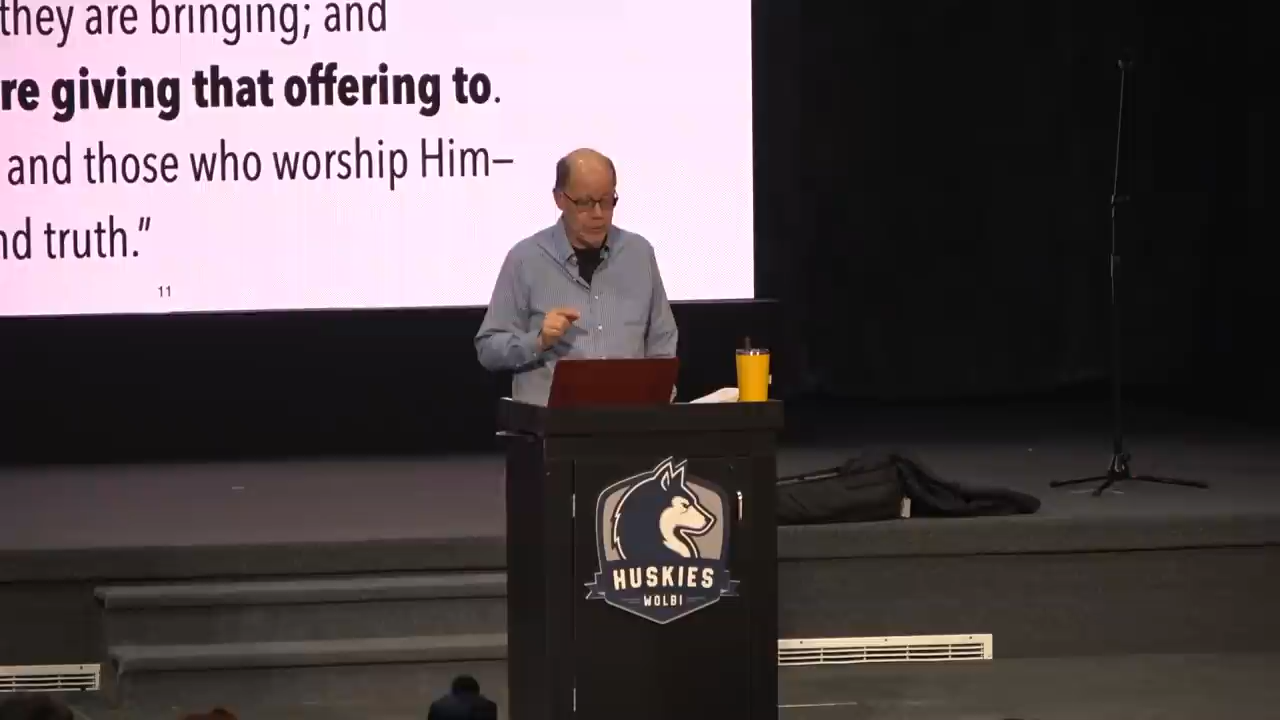 they are bringing; and
re giving that offering to.
and those who worship Him–
nd truth.”
11
HUSKIES
WOLBI